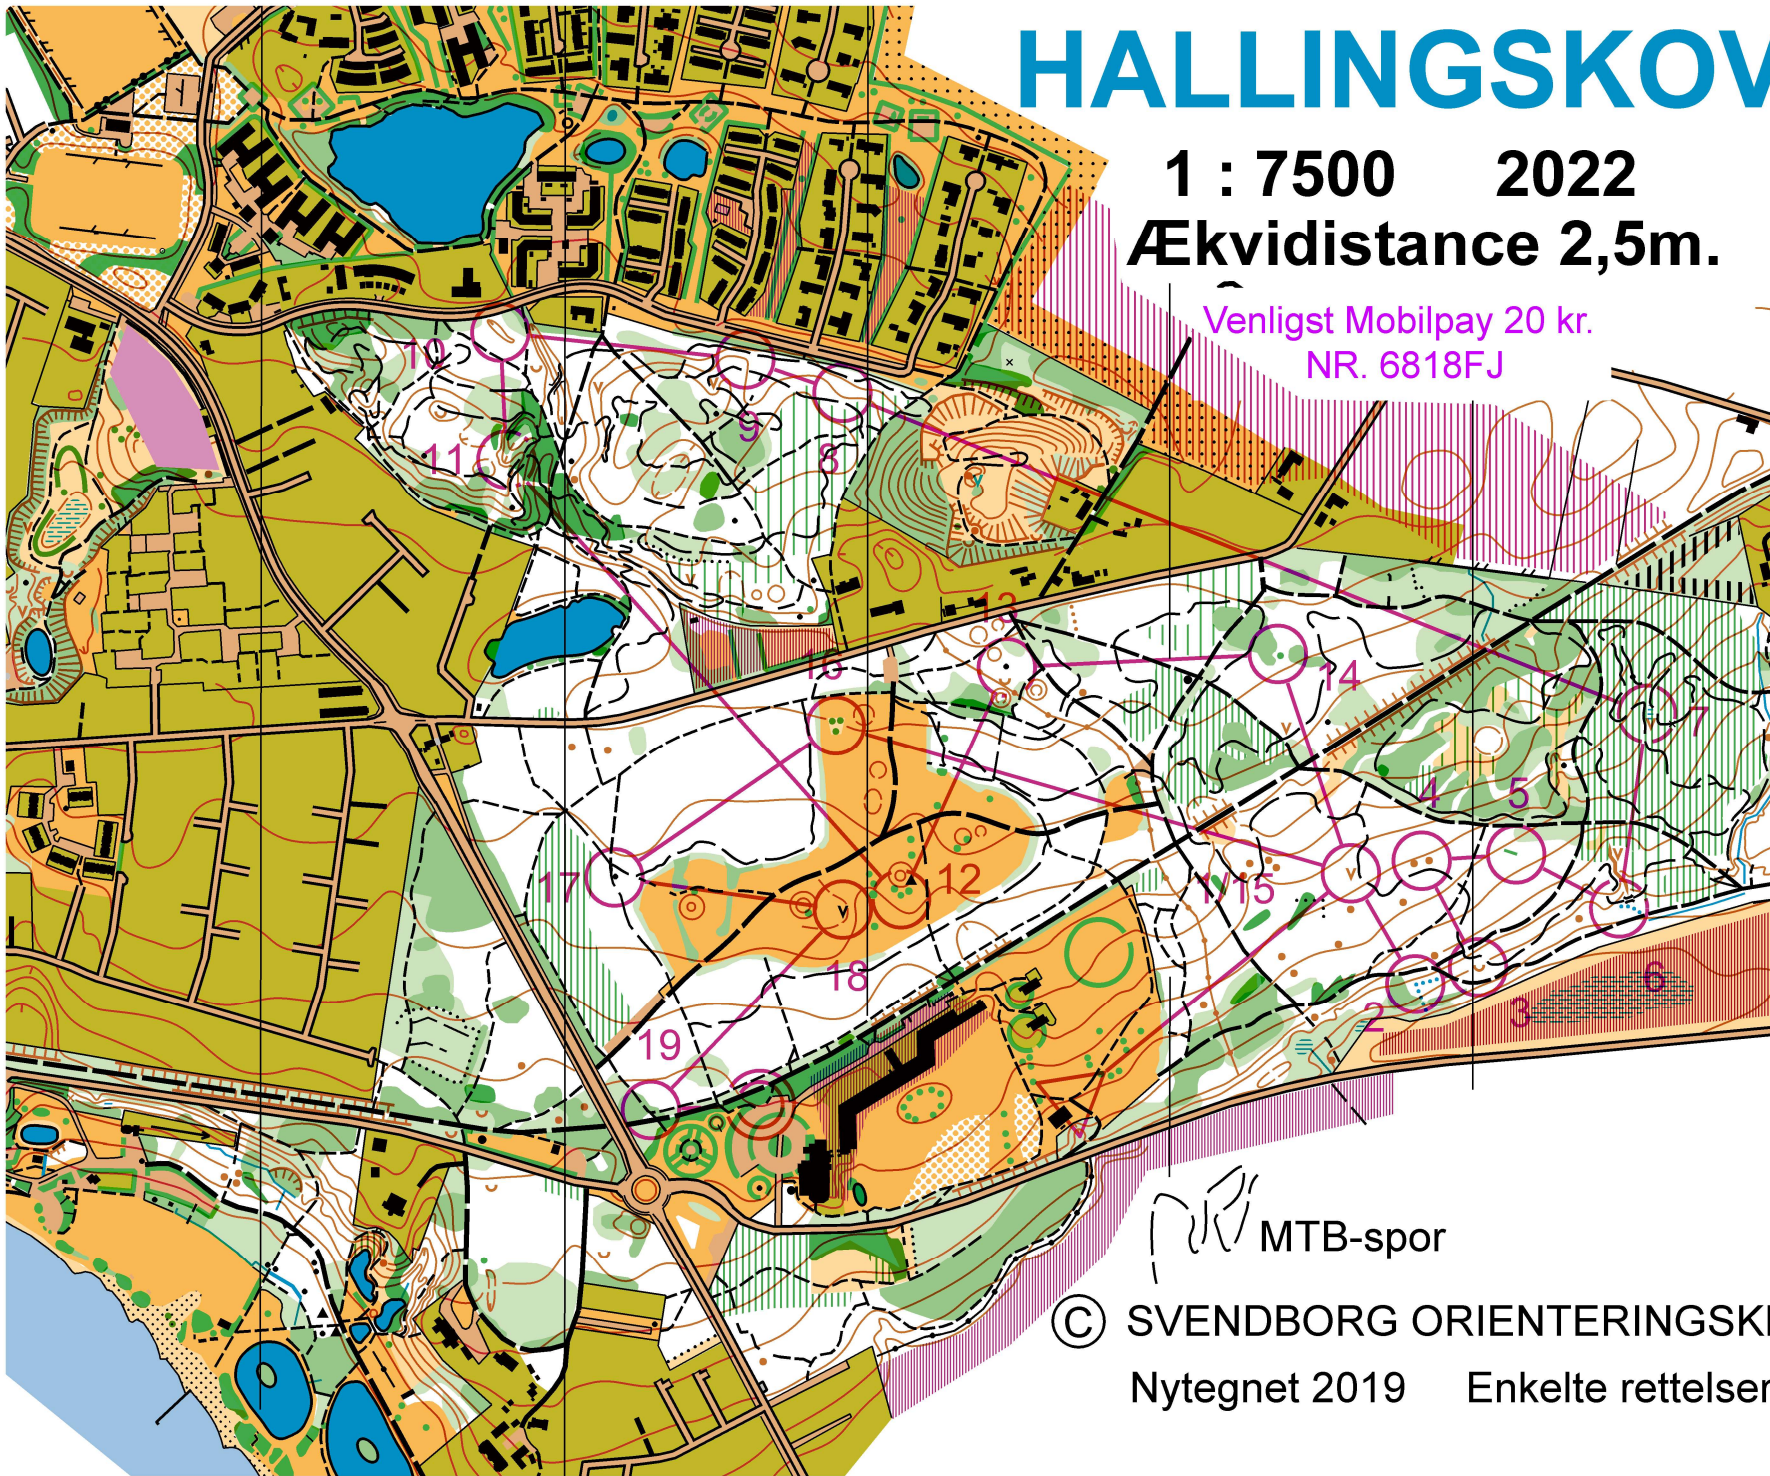 HALLINGSKOV
1 : 7500 2022
Ækvidistance 2,5m.
Venligst Mobilpay 20 kr.
NR. 6818FJ
10
9
11
8
13
16
14
7
4
5
12
17
1/15
18
6
2
3
19
MTB-spor
© SVENDBORG ORIENTERINGSKL
Nytegnet 2019 Enkelte rettelser